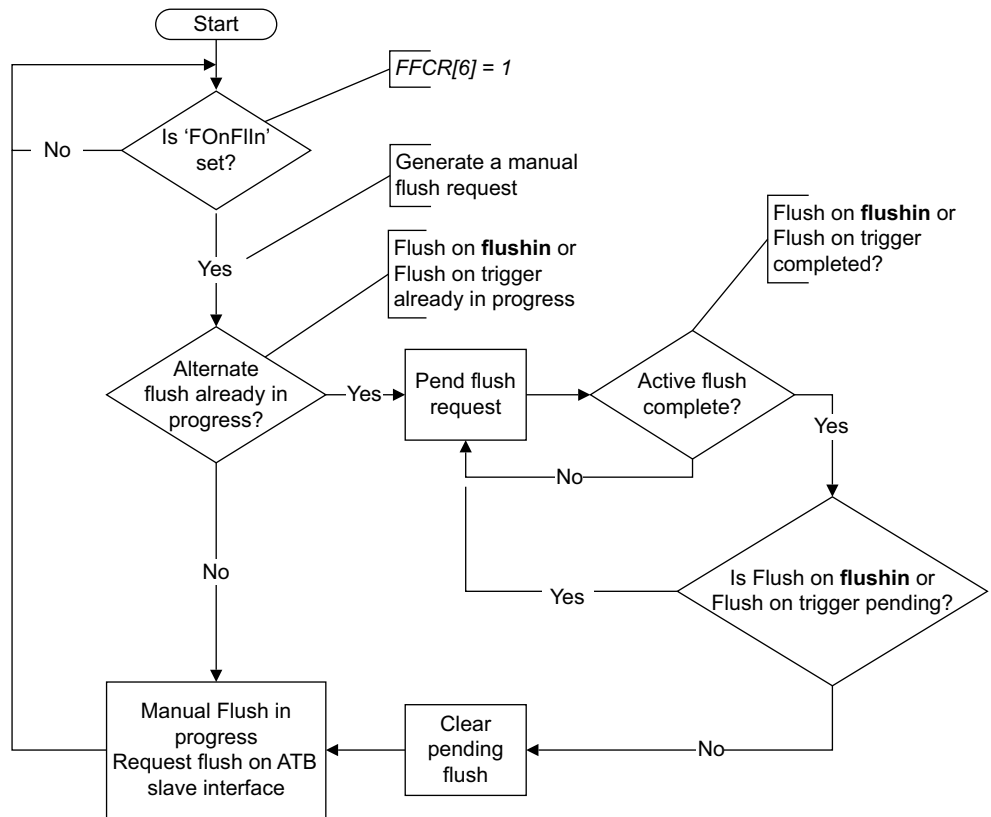 Start
FFCR[6] = 1
Is ‘FOnFlIn’
set?
No
Generate a manual
flush request
Yes
Flush on flushin or
Flush on trigger
already in progress
Flush on flushin or
Flush on trigger
completed?
Alternate
flush already in
progress?
Yes
Pend flush
request
Active flush
complete?
Yes
No
No
Is Flush on flushin or
Flush on trigger pending?
Yes
Manual Flush in
progress
Request flush on ATB
slave interface
Clear
pending
flush
No